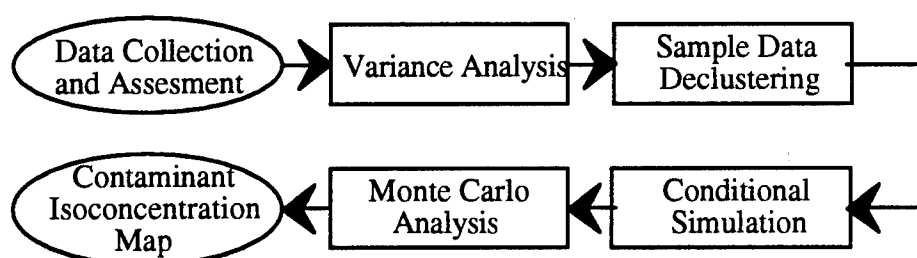 Data Collection
and Assesment
Variance Analysis
Sample Data
Declustering
Conditional
Simulation
Monte Carlo
Analysis
Contaminant
Isoconcentration
Map